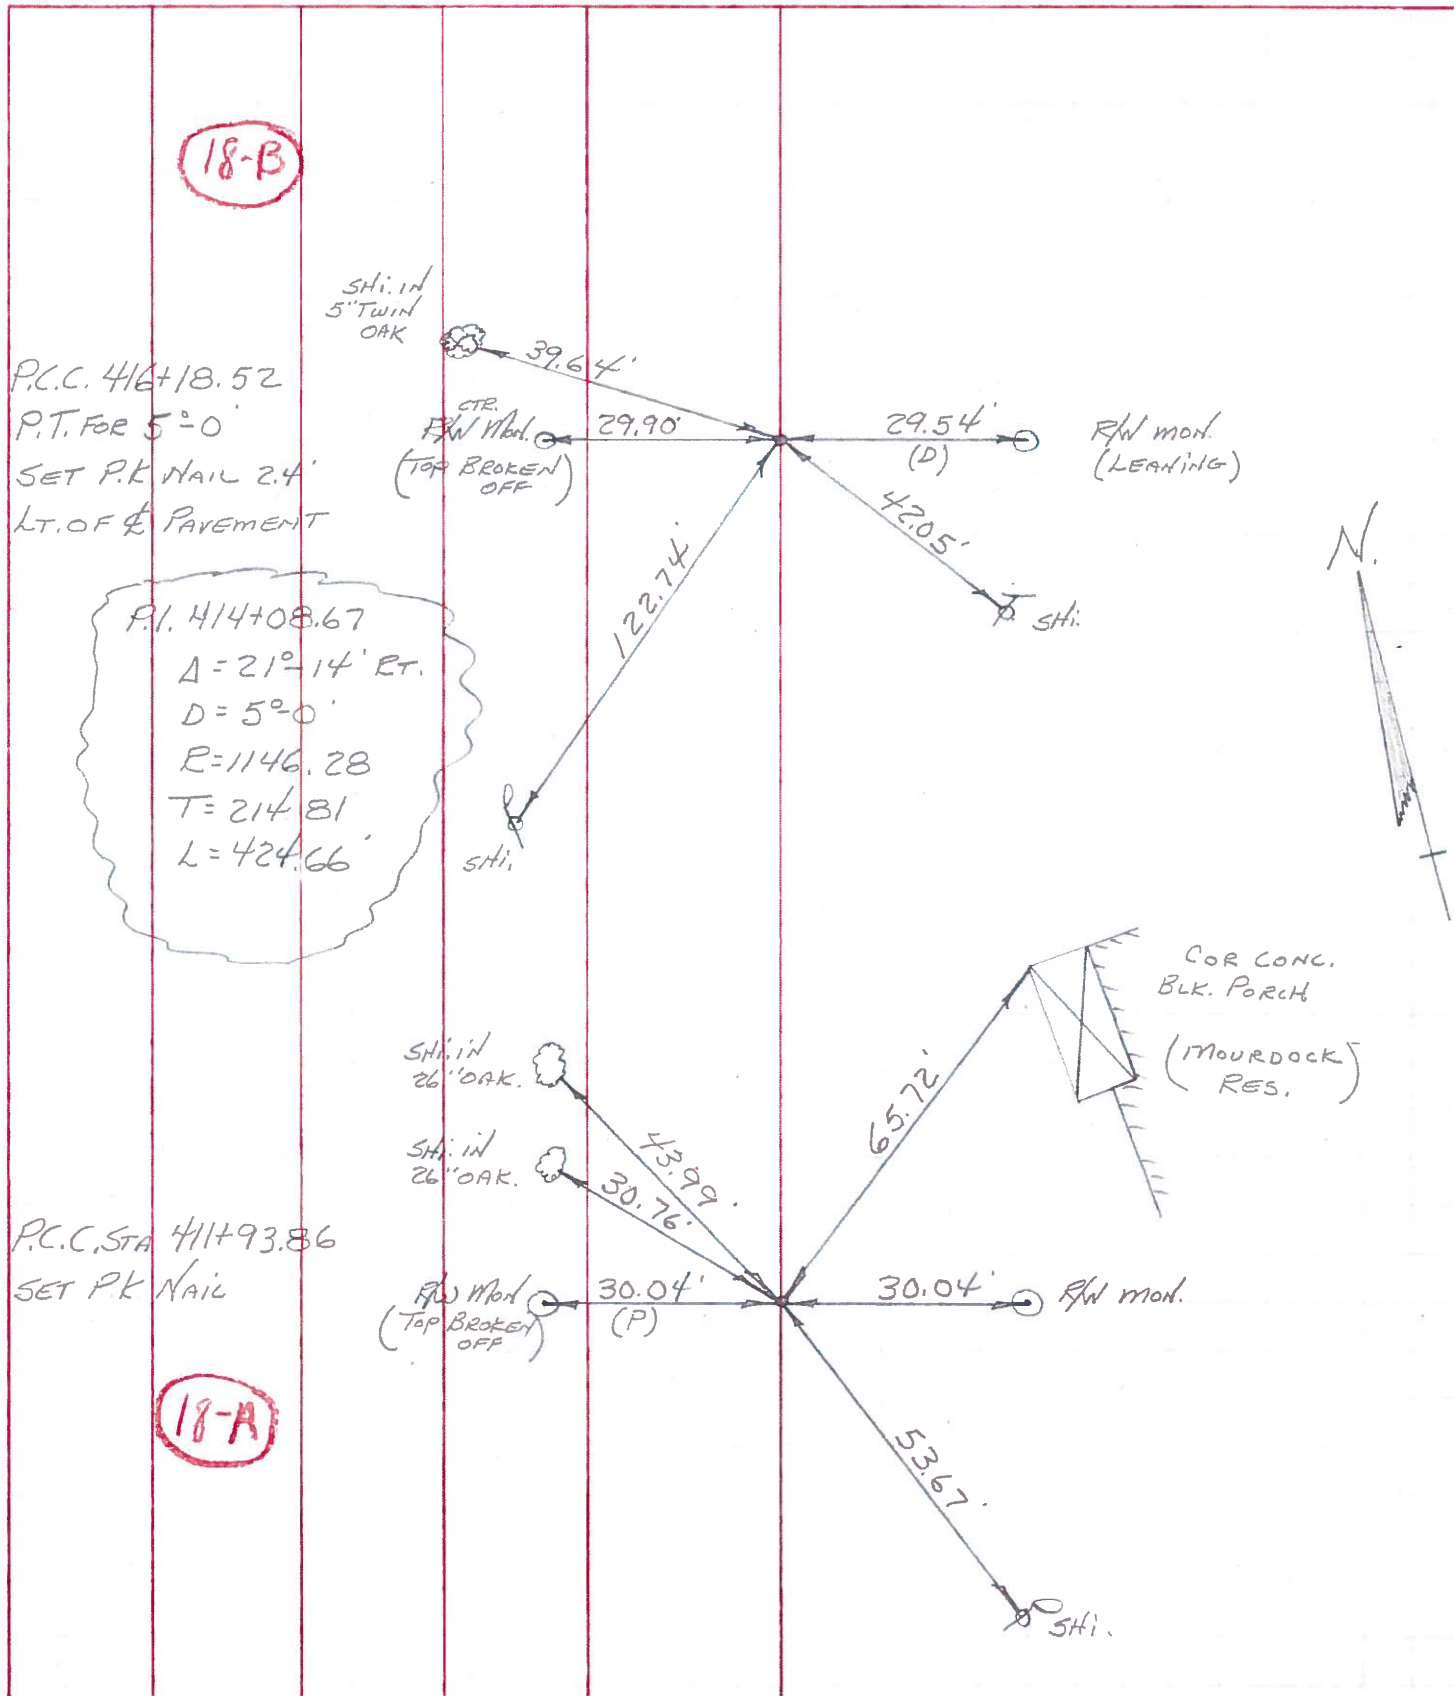 18-B
SHI. IN
5" TWIN
OAK
39.64'
P.C.C. 416+18.52
P.T. FOR 5°-0'
SET P.K NAIL 2.4'
LT. OF ℄ PAVEMENT
CTR.
R/W MON.
(TOP BROKEN
OFF)
29.90'
29.54'
(D)
R/W MON.
(LEANING)
42.05'
SHI.
122.74'
SHI.
N.
P.I. 414+08.67
Δ = 21°-14' RT.
D = 5°-0'
R = 1146.28
T = 214.81
L = 424.66'
COR CONC.
BLK. PORCH
(MOURDOCK)
RES.
65.72'
SHI. IN
26" OAK.
43.99'
SHI. IN
26" OAK.
30.76'
P.C.C. STA 411+93.86
SET P.K NAIL
R/W MON
(TOP BROKEN
OFF)
30.04'
(P)
30.04'
R/W MON.
18-A
53.67'
SHI.